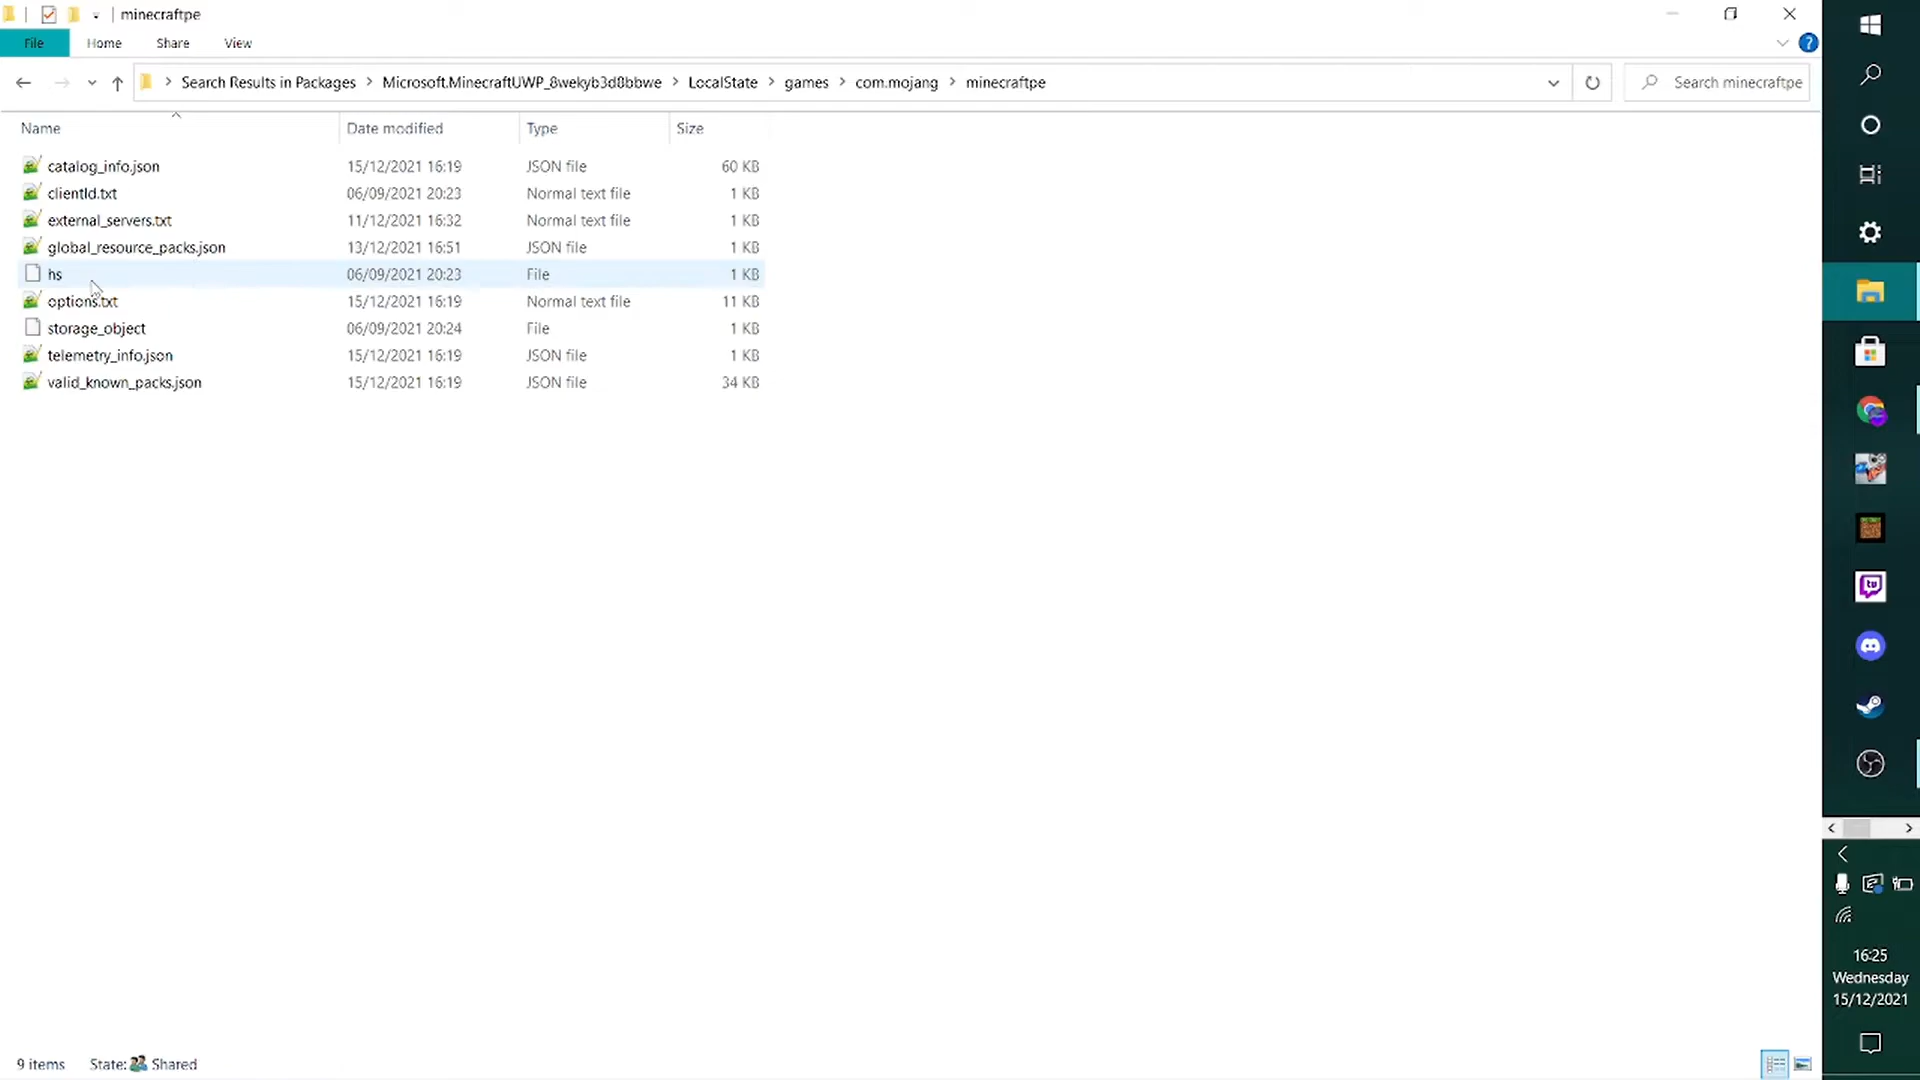 minecraftpe
File Home Share View
Search Results in Packages Microsoft.MinecraftUWP_8wekyb3d8bbwe LocalState games com.mojang minecraftpe Search minecraftpe
Name Date modified Type Size
catalog_info.json 15/12/2021 16:19 JSON file 60 KB
clientId.txt 06/09/2021 20:23 Normal text file 1 KB
external_servers.txt 11/12/2021 16:32 Normal text file 1 KB
global_resource_packs.json 13/12/2021 16:51 JSON file 1 KB
hs 06/09/2021 20:23 File 1 KB
options.txt 15/12/2021 16:19 Normal text file 11 KB
storage_object 06/09/2021 20:24 File 1 KB
telemetry_info.json 15/12/2021 16:19 JSON file 1 KB
valid_known_packs.json 15/12/2021 16:19 JSON file 34 KB
16:25
Wednesday
15/12/2021
9 items State: Shared